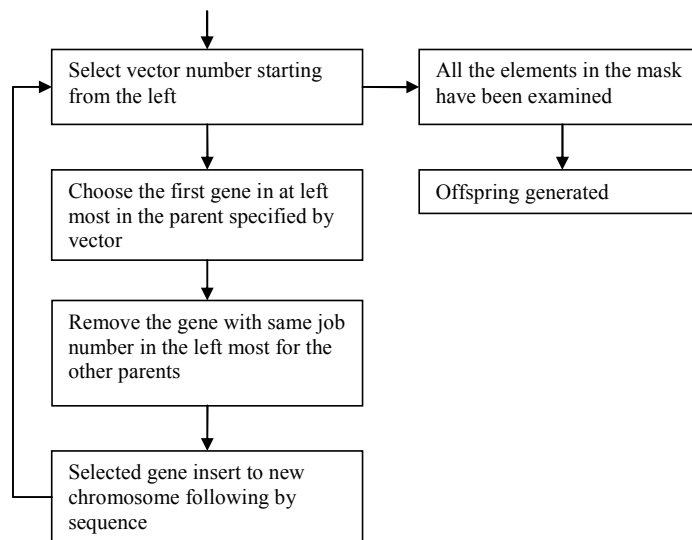 Select vector number starting
from the left
All the elements in the mask
have been examined
Choose the first gene in at left
most in the parent specified by
vector
Offspring generated
Remove the gene with same job
number in the left most for the
other parents
Selected gene insert to new
chromosome following by
sequence